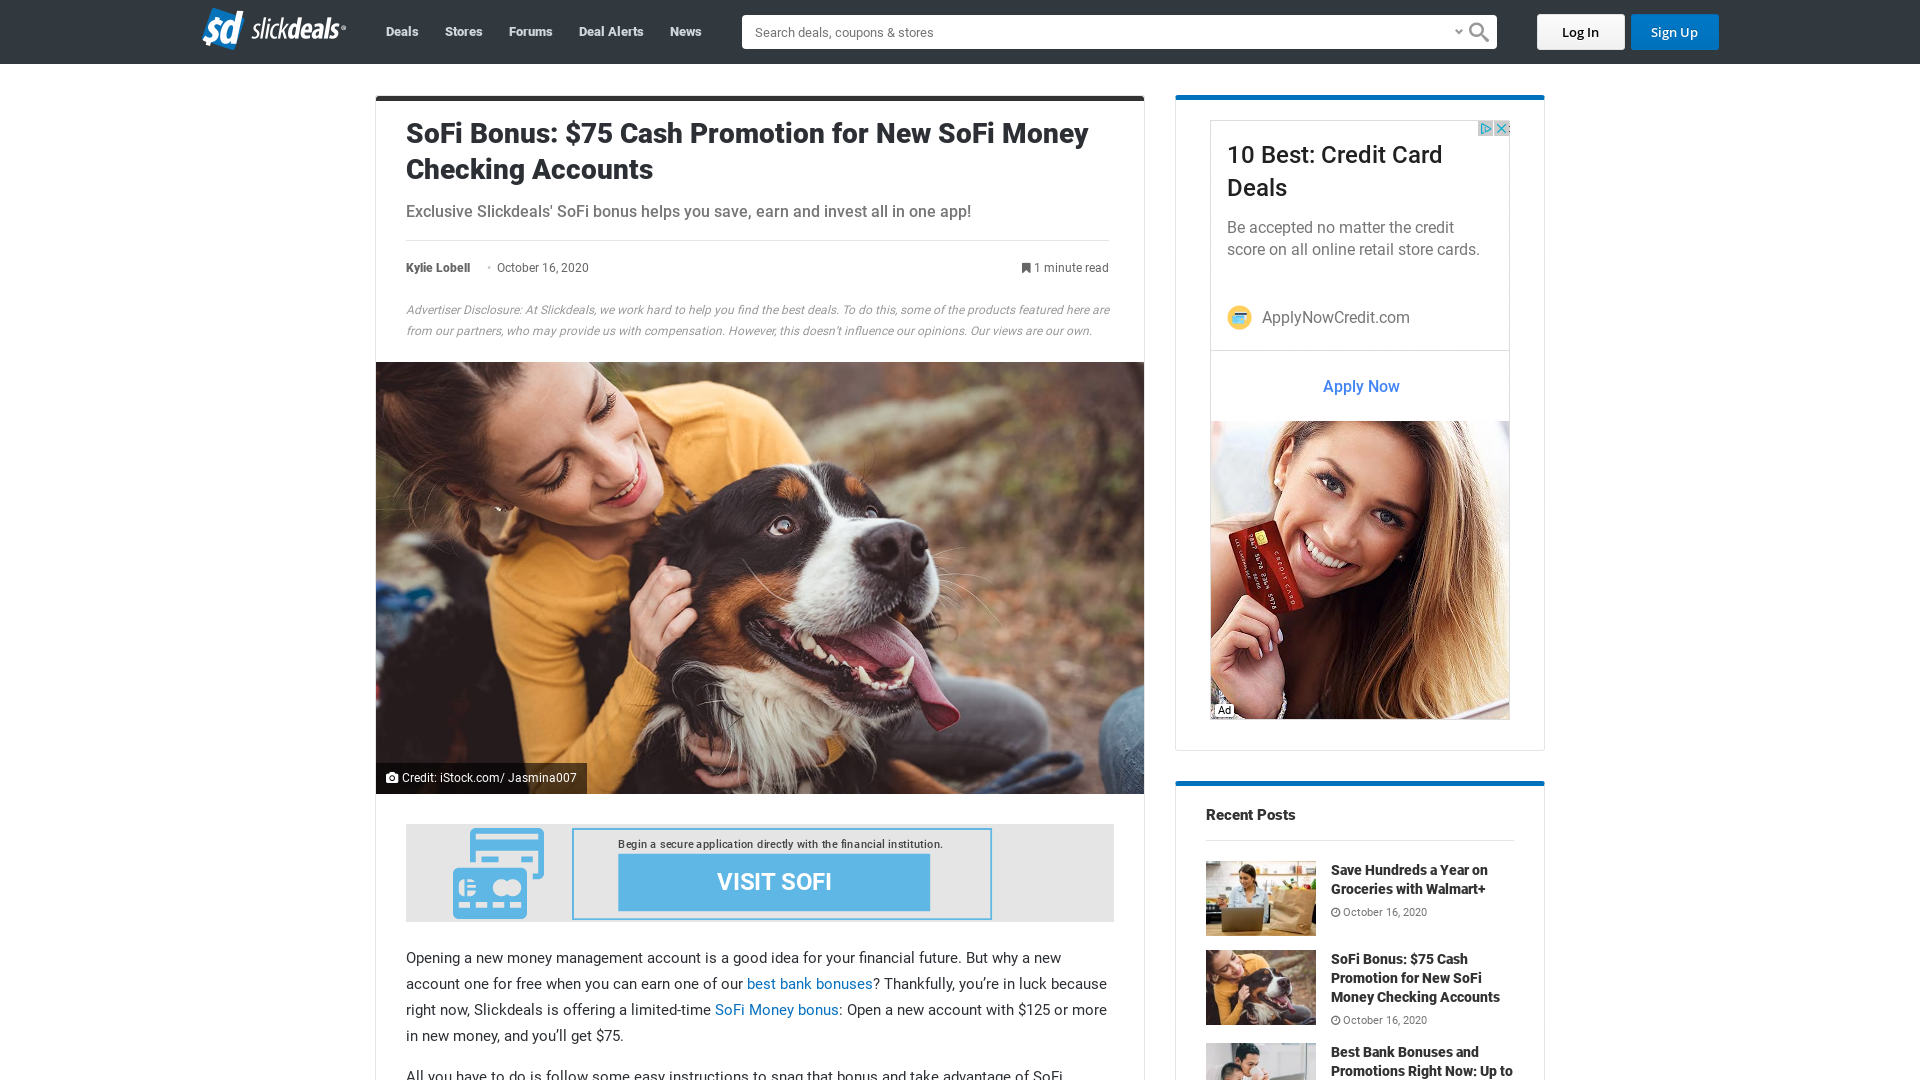 slickdeals
Deals
Stores
Forums
Deal Alerts
News
Search deals, coupons & stores
Log In
Sign Up
SoFi Bonus: $75 Cash Promotion for New SoFi Money
Checking Accounts
Exclusive Slickdeals' SoFi bonus helps you save, earn and invest all in one app!
Kylie Lobell • October 16, 2020
1 minute read
Advertiser Disclosure: At Slickdeals, we work hard to help you find the best deals. To do this, some of the products featured here are
from our partners, who may provide us with compensation. However, this doesn’t influence our opinions. Our views are our own.
Credit: iStock.com/ Jasmina007
Begin a secure application directly with the financial institution.
VISIT SOFI
Opening a new money management account is a good idea for your financial future. But why a new
account one for free when you can earn one of our best bank bonuses? Thankfully, you’re in luck because
right now, Slickdeals is offering a limited-time SoFi Money bonus: Open a new account with $125 or more
in new money, and you’ll get $75.
All you have to do is follow some easy instructions to snag that bonus and take advantage of SoFi
10 Best: Credit Card
Deals
Be accepted no matter the credit
score on all online retail store cards.
ApplyNowCredit.com
Apply Now
CREDIT CARD
Ad
Recent Posts
Save Hundreds a Year on
Groceries with Walmart+
October 16, 2020
SoFi Bonus: $75 Cash
Promotion for New SoFi
Money Checking Accounts
October 16, 2020
Best Bank Bonuses and
Promotions Right Now: Up to